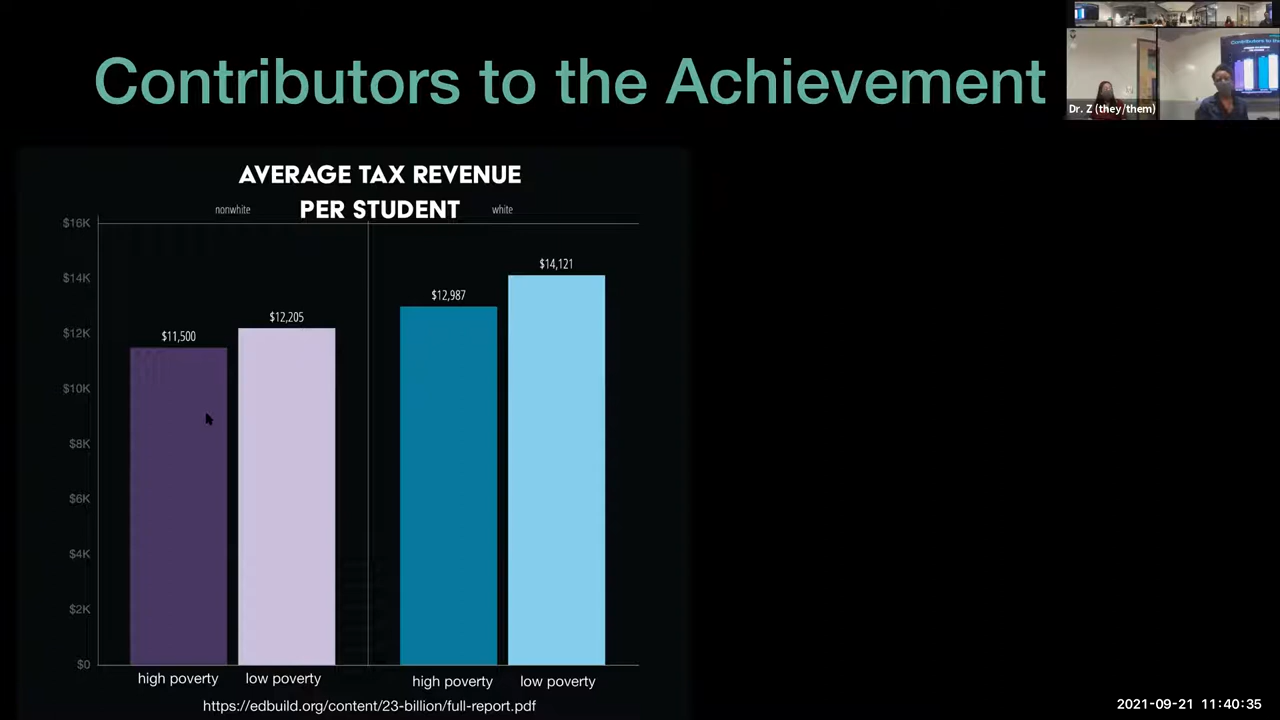 Contributors to the Achievement
Dr. Z (they/them)
AVERAGE TAX REVENUE
PER STUDENT
nonwhite
white
$16K
$14K
$12K
$10K
$8K
$6K
$4K
$2K
$0
$11,500
$12,205
$12,987
$14,121
high poverty
low poverty
high poverty
low poverty
https://edbuild.org/content/23-billion/full-report.pdf
2021-09-21 11:40:35